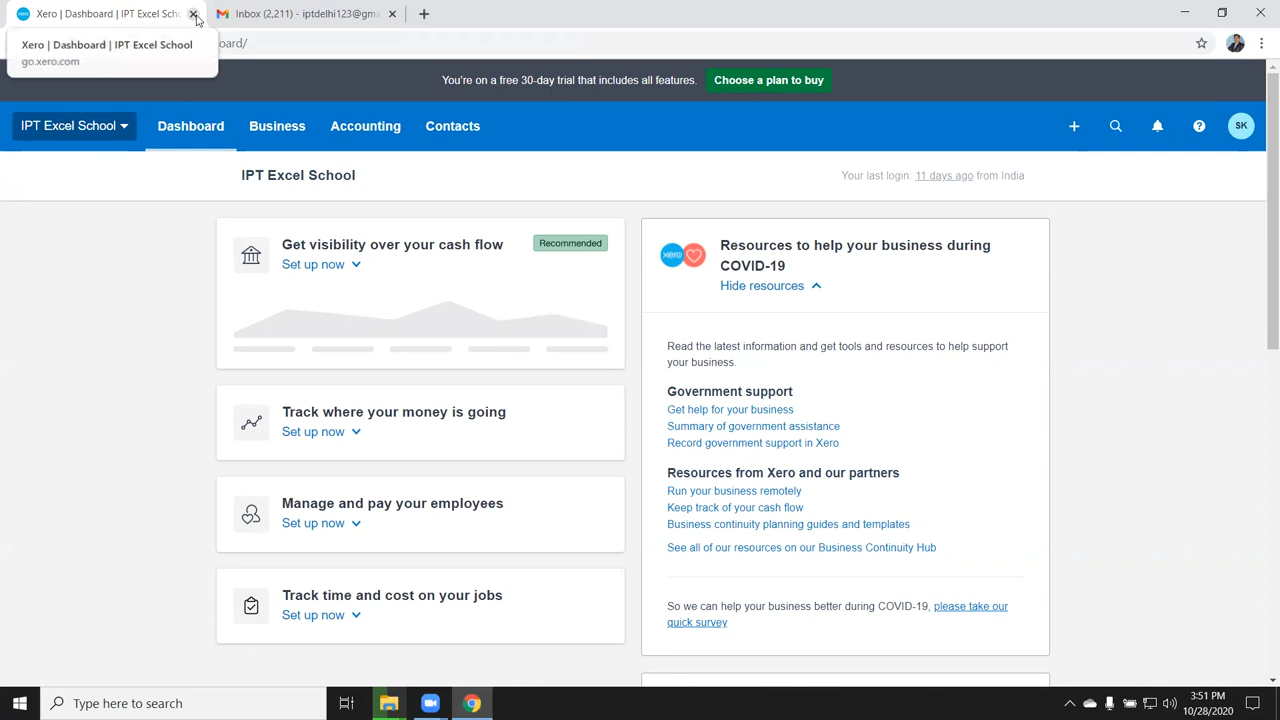 Xero | Dashboard | IPT Excel Sch
Inbox (2,211) - iptdelhi123@gma
Xero | Dashboard | IPT Excel School
go.xero.com
oard/
You're on a free 30-day trial that includes all features.
Choose a plan to buy
IPT Excel School
Dashboard
Business
Accounting
Contacts
SK
IPT Excel School
Your last login: 11 days ago from India
Get visibility over your cash flow
Recommended
Set up now
Track where your money is going
Set up now
Manage and pay your employees
Set up now
Track time and cost on your jobs
Set up now
xero
Resources to help your business during
COVID-19
Hide resources
Read the latest information and get tools and resources to help support
your business.
Government support
Get help for your business
Summary of government assistance
Record government support in Xero
Resources from Xero and our partners
Run your business remotely
Keep track of your cash flow
Business continuity planning guides and templates
See all of our resources on our Business Continuity Hub
So we can help your business better during COVID-19, please take our
quick survey
Type here to search
3:51 PM
10/28/2020